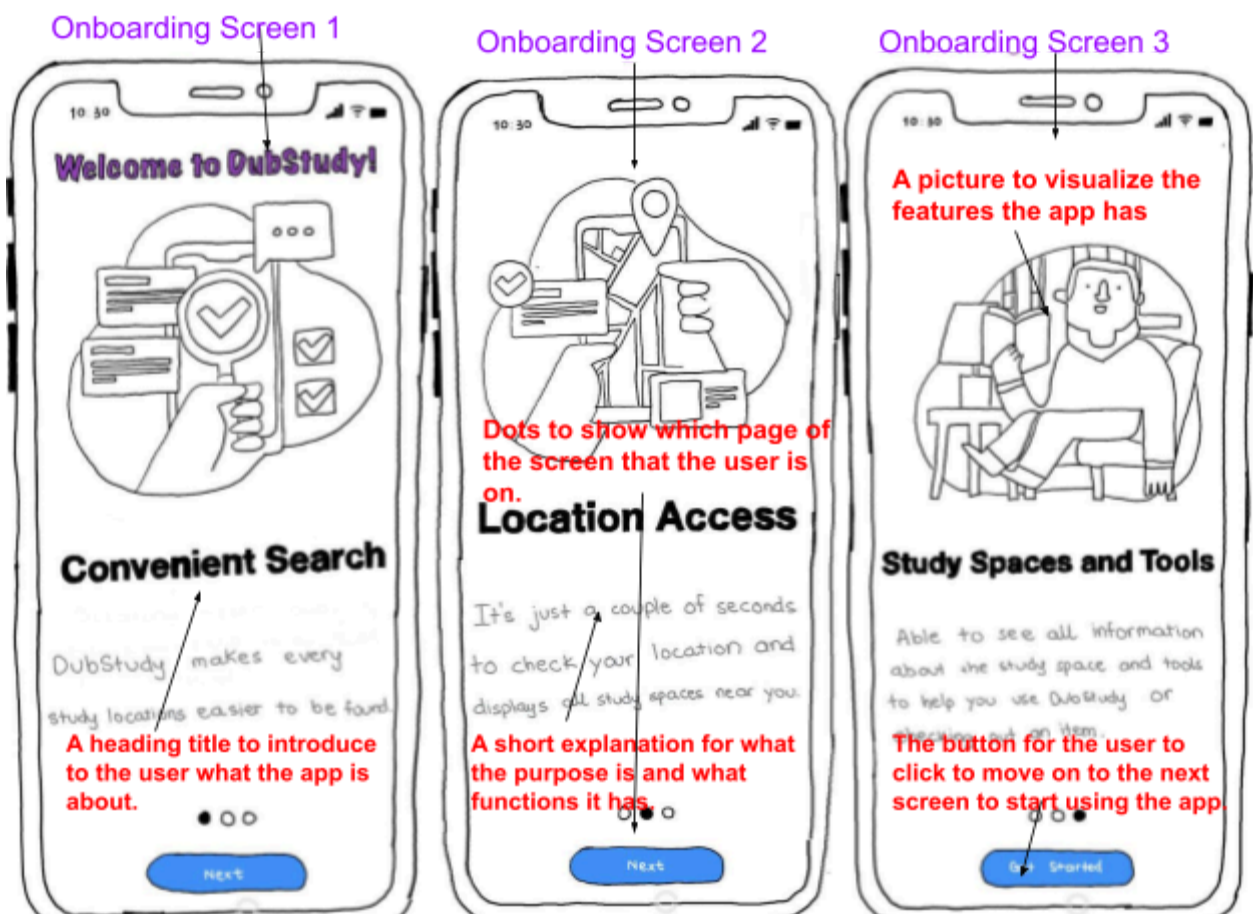 Onboarding Screen 1
10:30
Welcome to DubStudy!
Convenient Search
DubStudy makes every
study locations easier to be found.
A heading title to introduce
to the user what the app is
about.
Next
Onboarding Screen 2
10:30
Dots to show which page of
the screen that the user is
on.
Location Access
It's just a couple of seconds
to check your location and
displays all study spaces near you.
A short explanation for what
the purpose is and what
functions it has.
Next
Onboarding Screen 3
10:30
A picture to visualize the
features the app has
Study Spaces and Tools
Able to see all information
about the study space and tools
to help you use DubStudy or
checking out an item.
The button for the user to
click to move on to the next
screen to start using the app.
Get Started